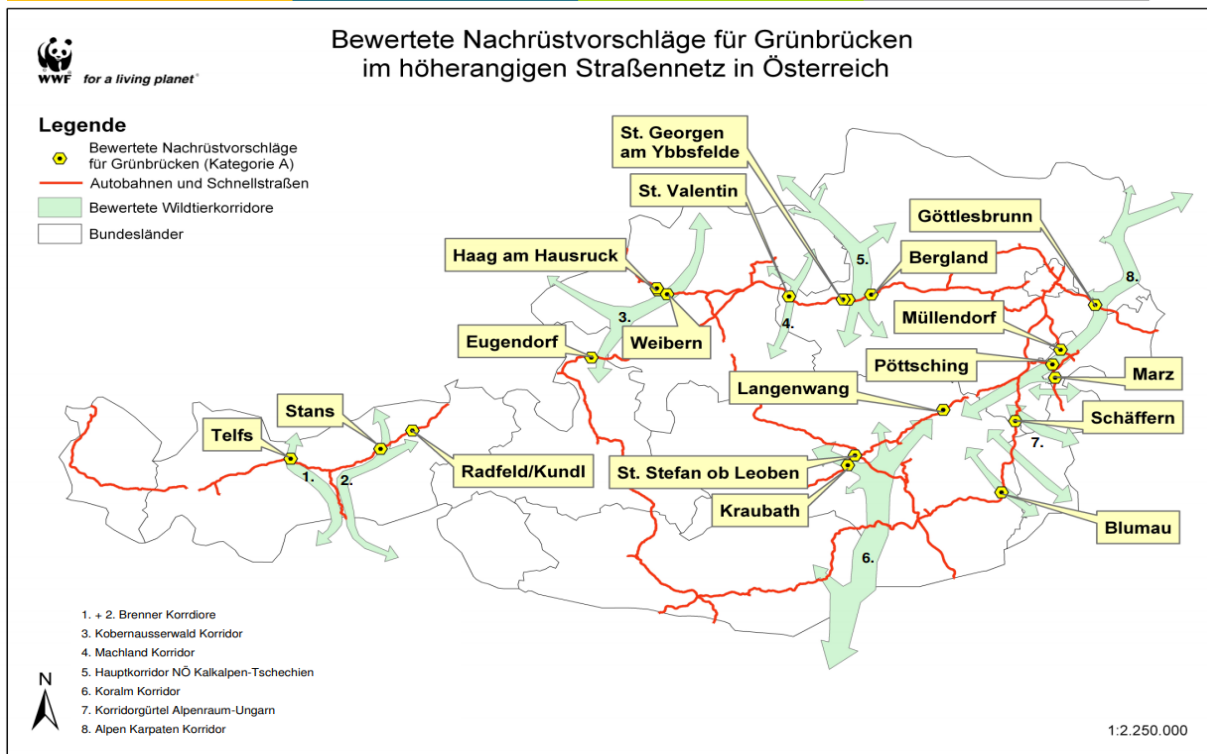 Bewertete Nachrüstvorschläge für Grünbrücken
im höherangigen Straßennetz in Österreich
WWF
for a living planet®
Legende
Bewertete Nachrüstvorschläge
für Grünbrücken (Kategorie A)
Autobahnen und Schnellstraßen
Bewertete Wildtierkorridore
Bundesländer
St. Georgen
am Ybbsfelde
St. Valentin
Göttlesbrunn
Haag am Hausruck
Bergland
5.
8.
3.
4.
Weibern
Müllendorf
Eugendorf
Pöttsching
Marz
Langenwang
Stans
Schäffern
Telfs
7.
Radfeld/Kundl
St. Stefan ob Leoben
1.
2.
Kraubath
Blumau
6.
1. + 2. Brenner Korrdiore
3. Kobernausserwald Korridor
4. Machland Korridor
5. Hauptkorridor NÖ Kalkalpen-Tschechien
6. Koralm Korridor
7. Korridorgürtel Alpenraum-Ungarn
8. Alpen Karpaten Korridor
N
1:2.250.000